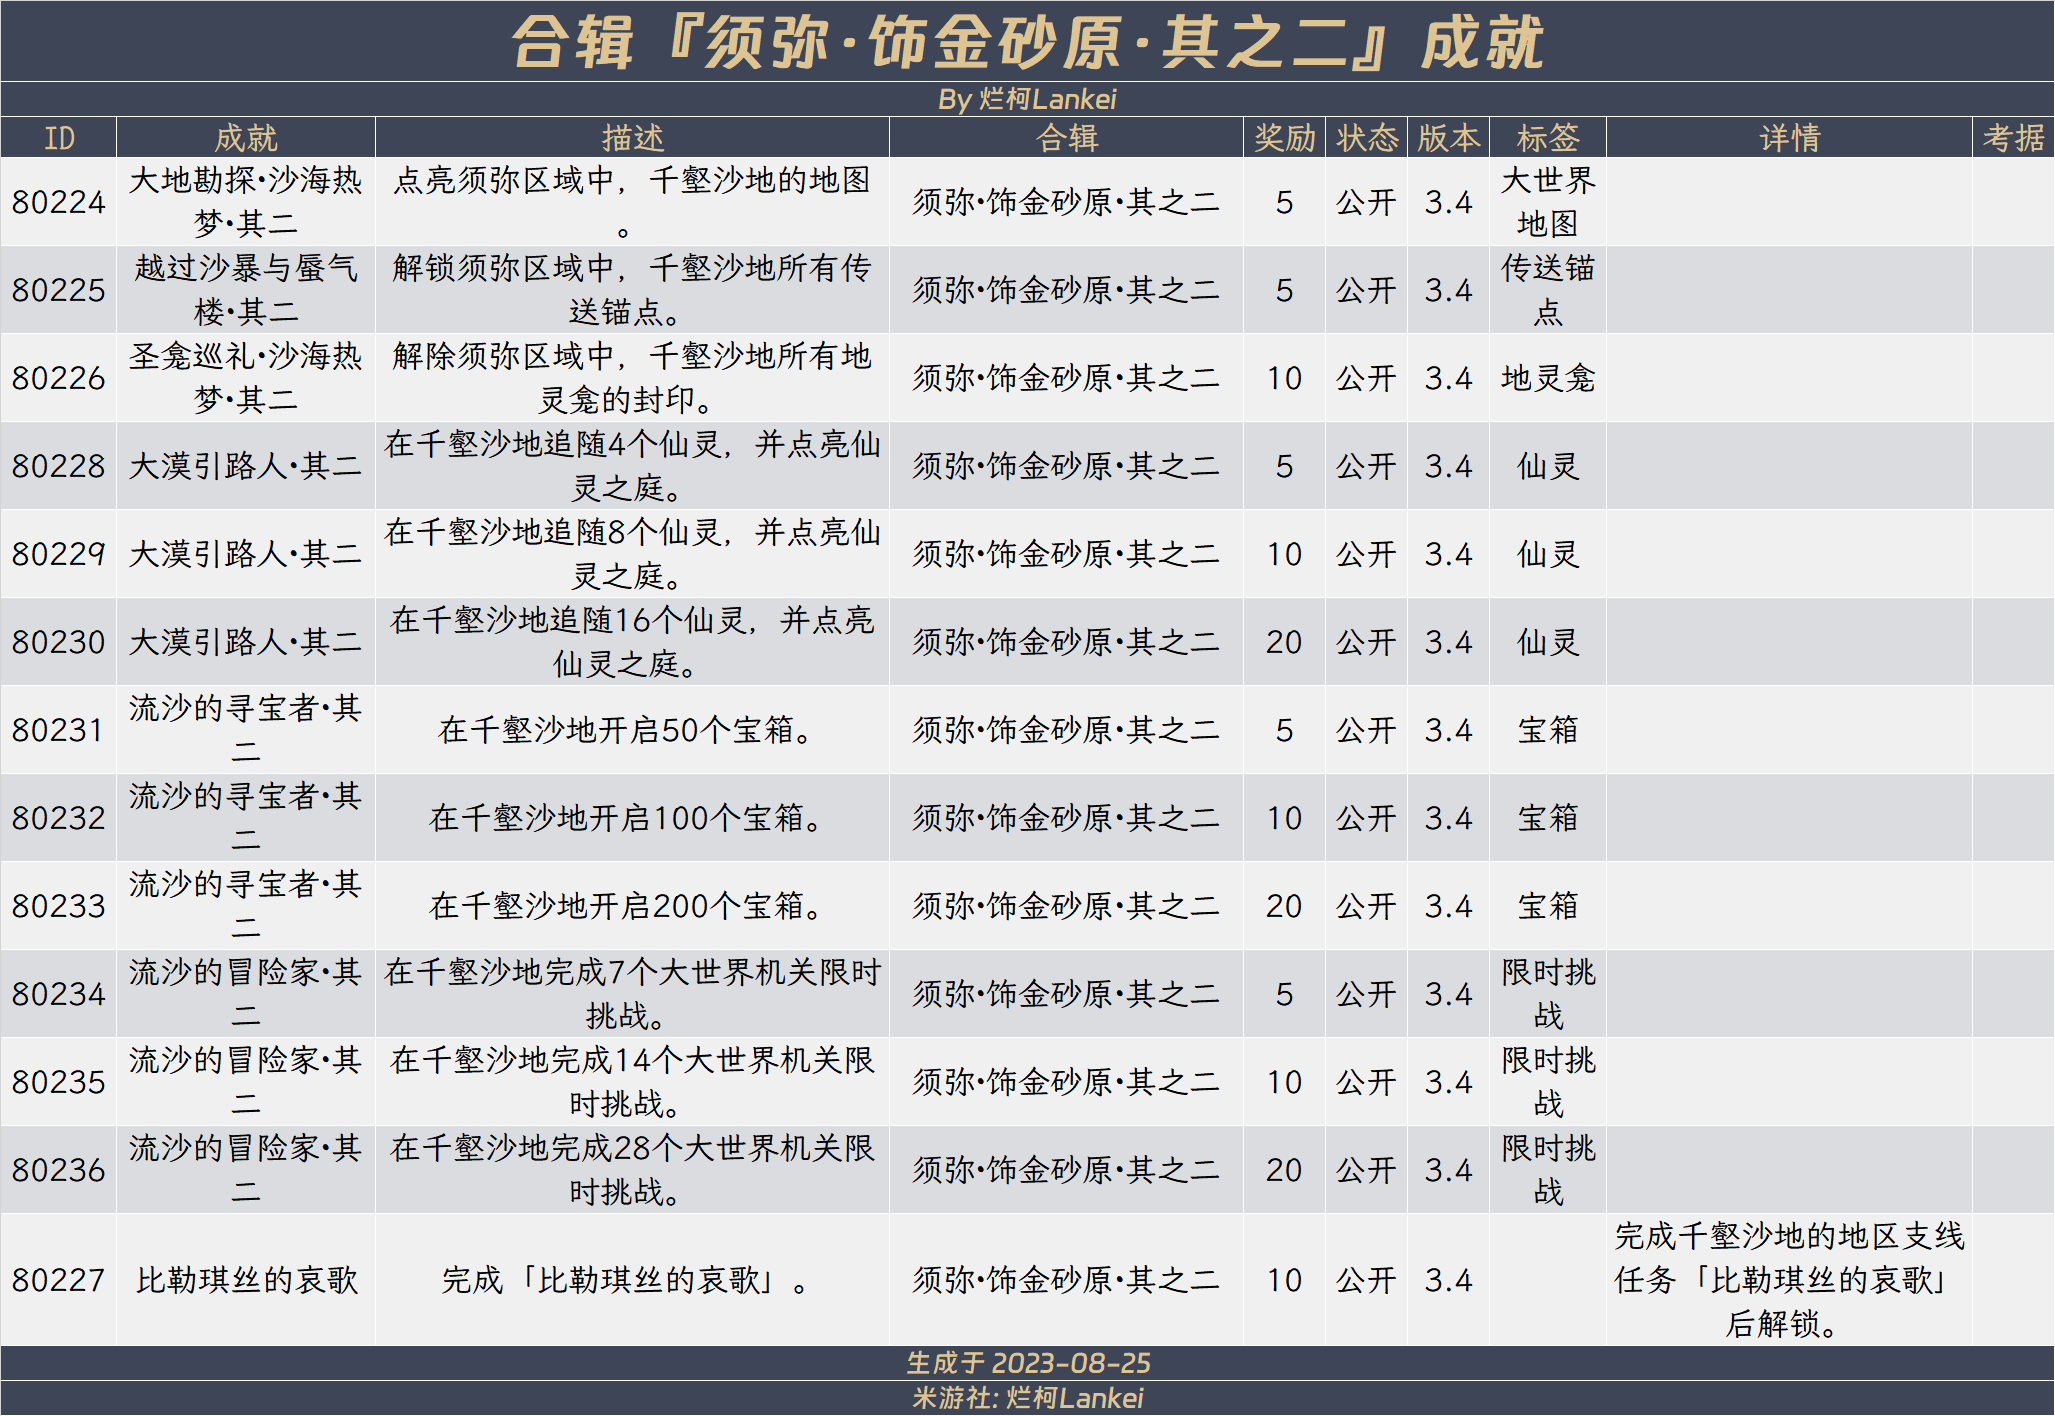 合辑『须弥·饰金砂原·其之二』成就
By 烂柯Lankei
ID 成就 描述 合辑 奖励 状态 版本 标签 详情 考据
80224 大地勘探·沙海热梦·其二 点亮须弥区域中，千壑沙地的地图。 须弥·饰金砂原·其之二 5 公开 3.4 大世界地图
80225 越过沙暴与蜃气楼·其二 解锁须弥区域中，千壑沙地所有传送锚点。 须弥·饰金砂原·其之二 5 公开 3.4 传送锚点
80226 圣龛巡礼·沙海热梦·其二 解除须弥区域中，千壑沙地所有地灵龛的封印。 须弥·饰金砂原·其之二 10 公开 3.4 地灵龛
80228 大漠引路人·其二 在千壑沙地追随4个仙灵，并点亮仙灵之庭。 须弥·饰金砂原·其之二 5 公开 3.4 仙灵
80229 大漠引路人·其二 在千壑沙地追随8个仙灵，并点亮仙灵之庭。 须弥·饰金砂原·其之二 10 公开 3.4 仙灵
80230 大漠引路人·其二 在千壑沙地追随16个仙灵，并点亮仙灵之庭。 须弥·饰金砂原·其之二 20 公开 3.4 仙灵
80231 流沙的寻宝者·其二 在千壑沙地开启50个宝箱。 须弥·饰金砂原·其之二 5 公开 3.4 宝箱
80232 流沙的寻宝者·其二 在千壑沙地开启100个宝箱。 须弥·饰金砂原·其之二 10 公开 3.4 宝箱
80233 流沙的寻宝者·其二 在千壑沙地开启200个宝箱。 须弥·饰金砂原·其之二 20 公开 3.4 宝箱
80234 流沙的冒险家·其二 在千壑沙地完成7个大世界机关限时挑战。 须弥·饰金砂原·其之二 5 公开 3.4 限时挑战
80235 流沙的冒险家·其二 在千壑沙地完成14个大世界机关限时挑战。 须弥·饰金砂原·其之二 10 公开 3.4 限时挑战
80236 流沙的冒险家·其二 在千壑沙地完成28个大世界机关限时挑战。 须弥·饰金砂原·其之二 20 公开 3.4 限时挑战
80227 比勒琪丝的哀歌 完成「比勒琪丝的哀歌」。 须弥·饰金砂原·其之二 10 公开 3.4 完成千壑沙地的地区支线任务「比勒琪丝的哀歌」后解锁。
生成于 2023-08-25
米游社: 烂柯Lankei